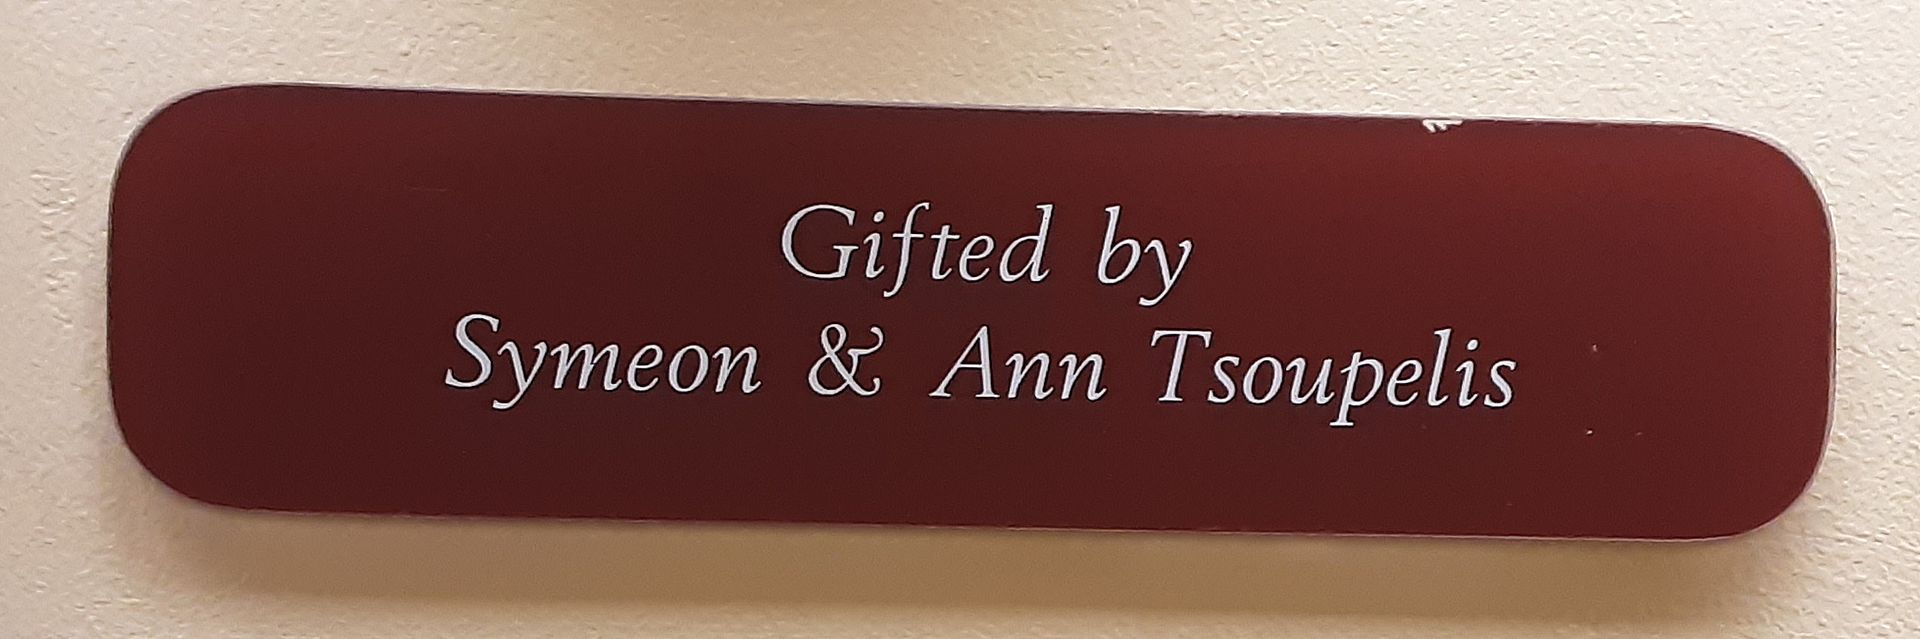 Gifted by
Symeon & Ann Tsoupelis